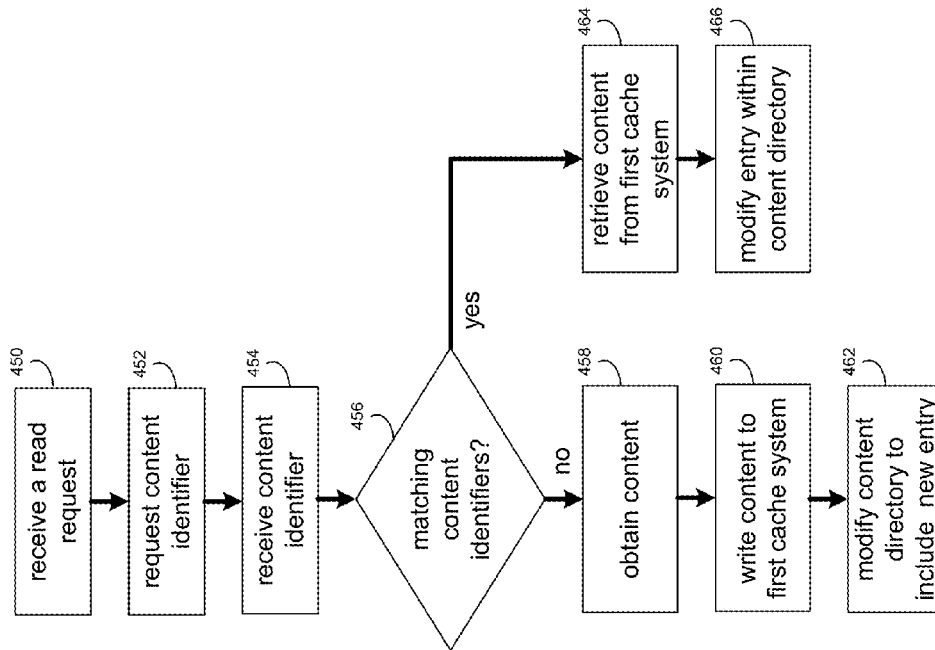 450
receive a read
request
452
request content
identifier
454
receive content
identifier
456
matching
content
identifiers?
yes
no
458
obtain content
460
write content to
first cache system
462
modify content
directory to
include new entry
464
retrieve content
from first cache
system
466
modify entry within
content directory